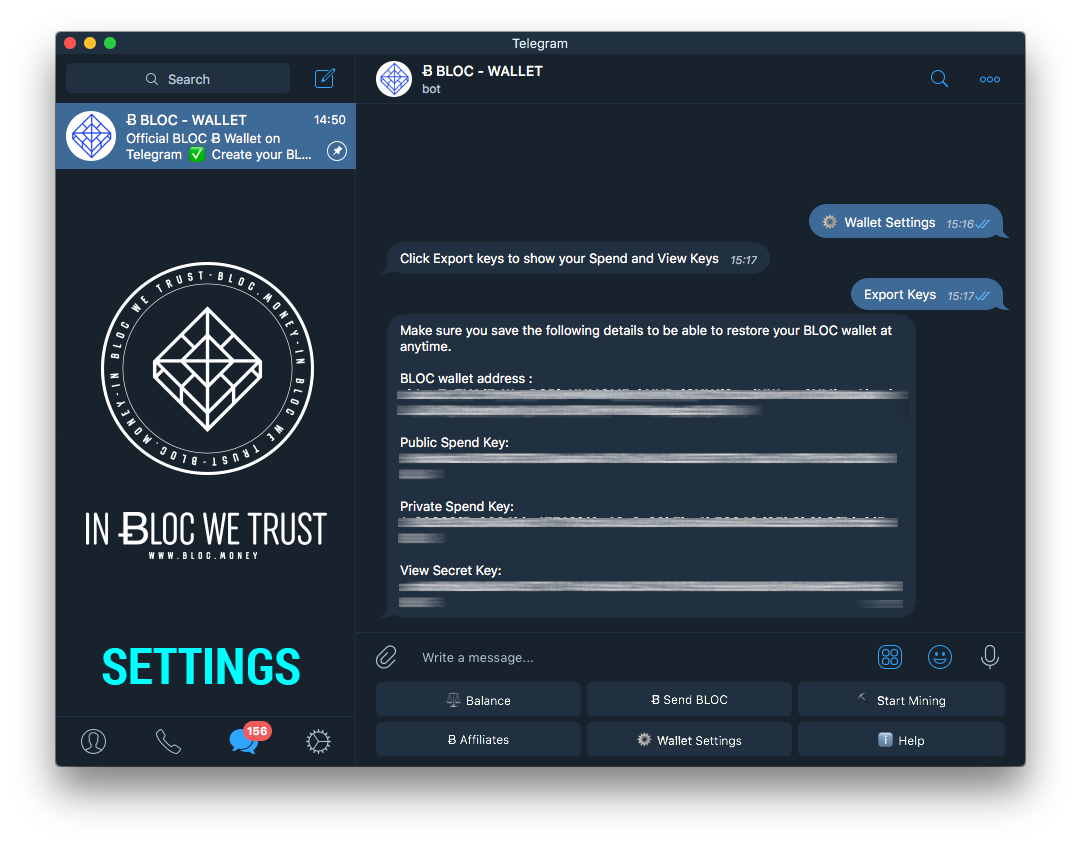 Telegram
Search
Ƀ BLOC - WALLET 14:50
Official BLOC Ƀ Wallet on
Telegram ✅ Create your BL...
IN BLOC WE TRUST-BLOC.MONEY-IN BLOC WE TRUST-BLOC.MONEY-
IN ɃLOC WE TRUST
WWW.BLOC.MONEY
SETTINGS
156
Ƀ BLOC - WALLET
bot
⚙ Wallet Settings 15:16
Click Export keys to show your Spend and View Keys 15:17
Export Keys 15:17
Make sure you save the following details to be able to restore your BLOC wallet at
anytime.
BLOC wallet address :
Public Spend Key:
Private Spend Key:
View Secret Key:
Write a message...
⚖ Balance
Ƀ Send BLOC
⛏ Start Mining
Ƀ Affiliates
⚙ Wallet Settings
ℹ Help